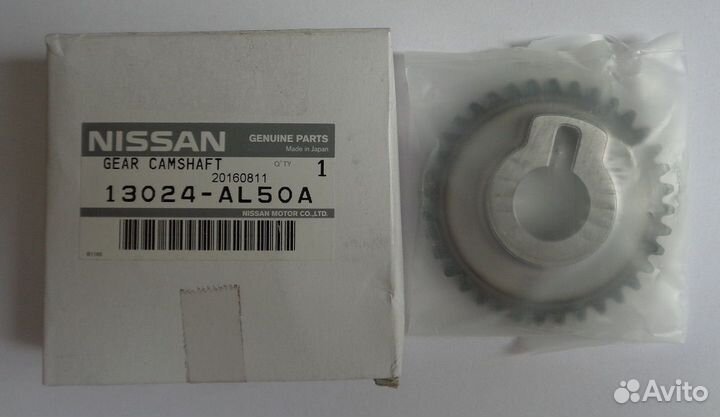 NISSAN
GENUINE PARTS
Made in Japan
GEAR CAMSHAFT
Q'TY
1
20160811
13024-AL50A
NISSAN MOTOR CO.,LTD.
Avito